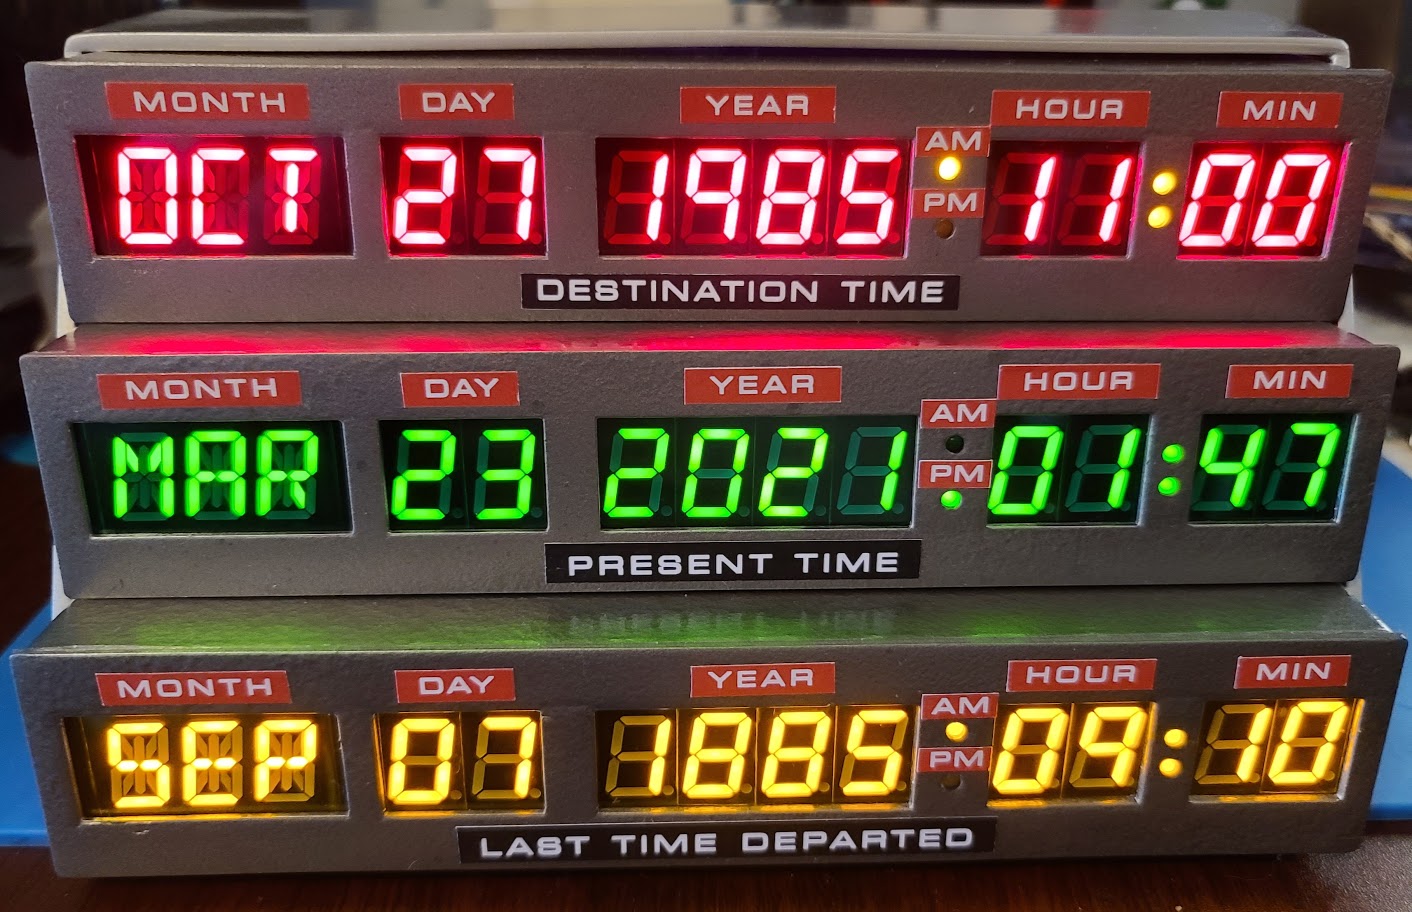 MONTH DAY YEAR HOUR MIN
OCT 27 1985 AM PM 11:00
DESTINATION TIME
MONTH DAY YEAR HOUR MIN
MAR 23 2021 AM PM 01:47
PRESENT TIME
MONTH DAY YEAR HOUR MIN
SEP 07 1885 AM PM 09:10
LAST TIME DEPARTED